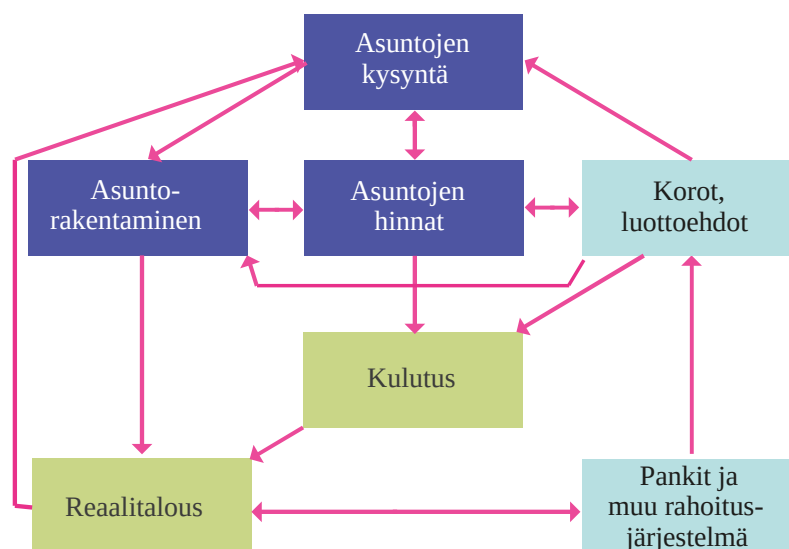 Asuntojen
kysyntä
Asunto-
rakentaminen
Asuntojen
hinnat
Korot,
luottoehdot
Kulutus
Reaalitalous
Pankit ja
muu rahoitus-
järjestelmä